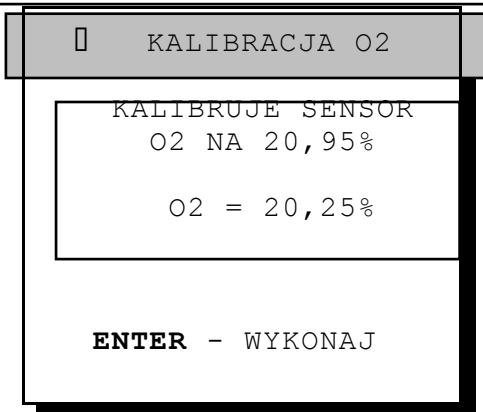 KALIBRACJA O2
KALIBRUJE SENSOR
O2 NA 20,95%
O2 = 20,25%
ENTER - WYKONAJ